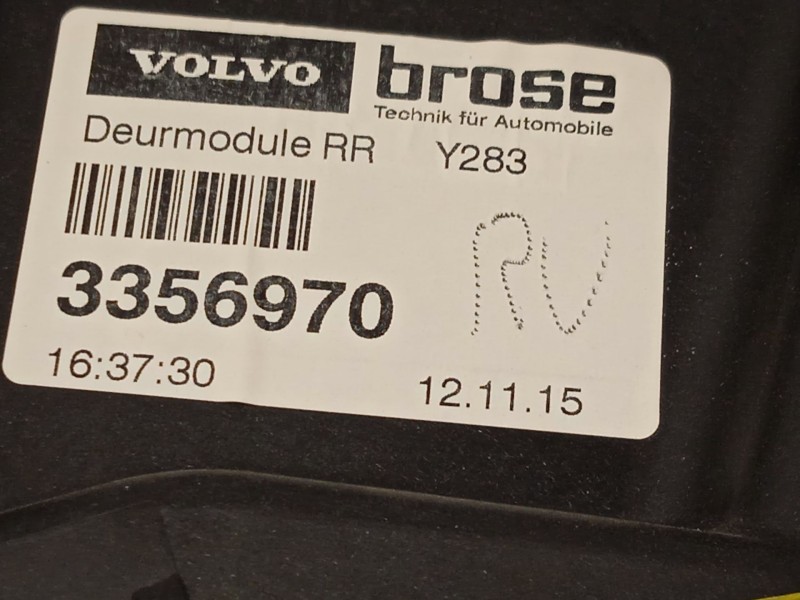 VOLVO brose
Technik für Automobile
Deurmodule RR Y283
RV
3356970
16:37:30 12.11.15